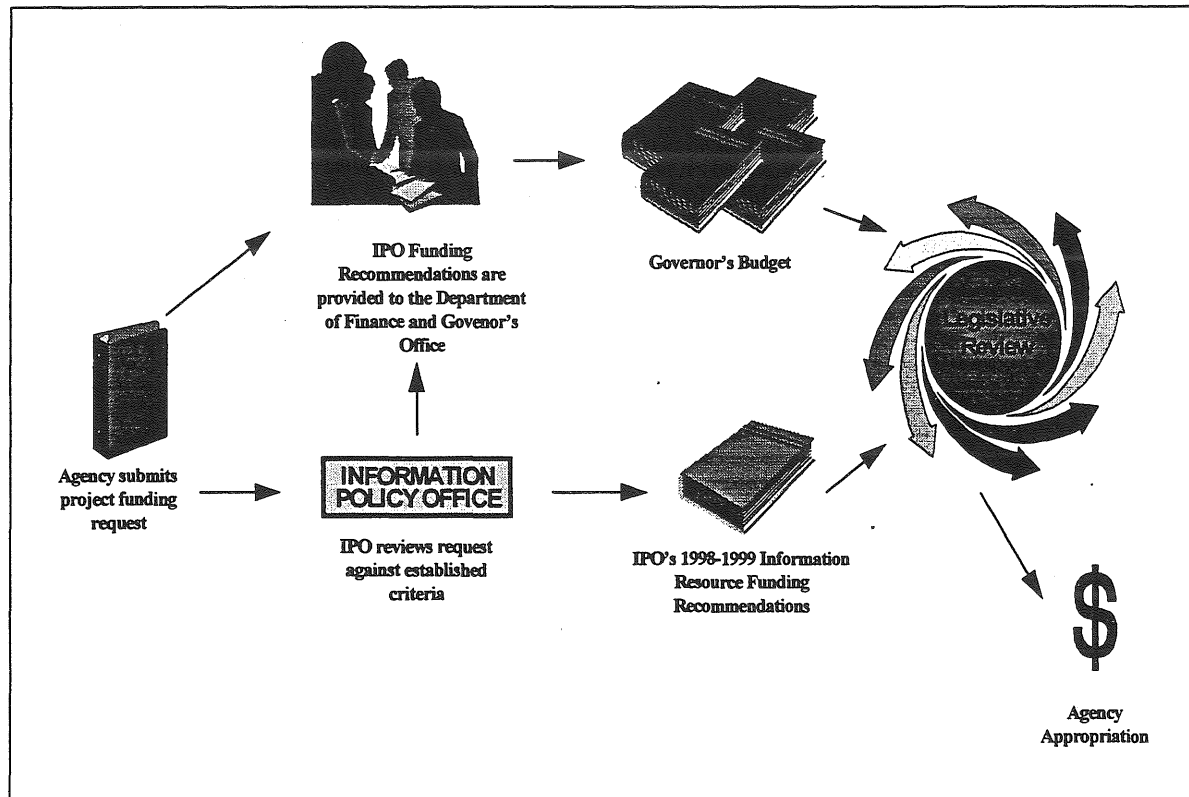 IPO Funding
Recommendations are
provided to the Department
of Finance and Govenor's
Office
Governor's Budget
Legislative
Review
Agency submits
project funding
request
INFORMATION
POLICY OFFICE
IPO reviews request
against established
criteria
IPO's 1998-1999 Information
Resource Funding
Recommendations
$
Agency
Appropriation